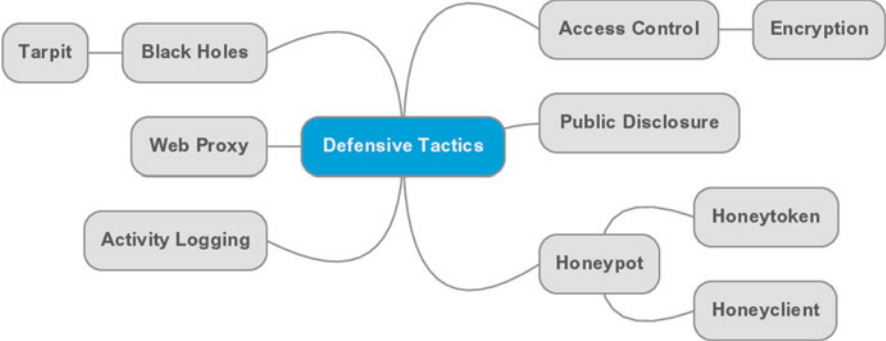 Tarpit
Black Holes
Access Control
Encryption
Web Proxy
Defensive Tactics
Public Disclosure
Activity Logging
Honeypot
Honeytoken
Honeyclient